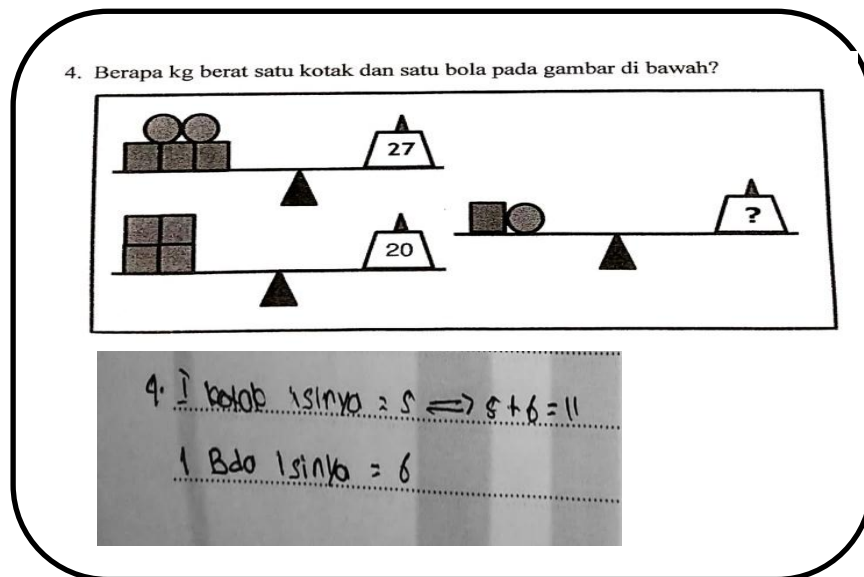 4. Berapa kg berat satu kotak dan satu bola pada gambar di bawah?
27
20
?
4. 1 kotak isinya = 5 ⟺ 5 + 6 = 11
1 Bola isinya = 6